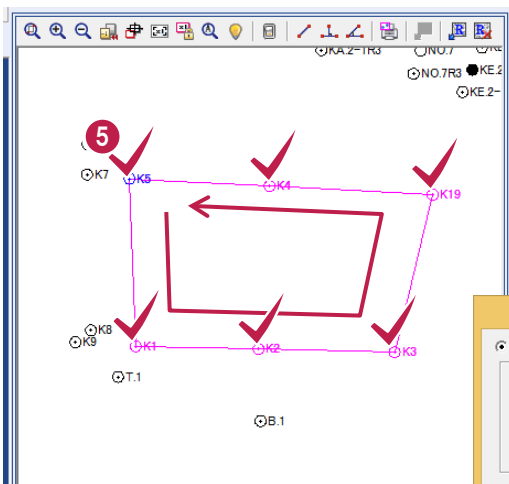 KA.2-1R3
NO.7
NO.7R3
KE.2
KE.2-
5
K7
K5
K4
K19
K8
K9
K1
K2
K3
T.1
B.1